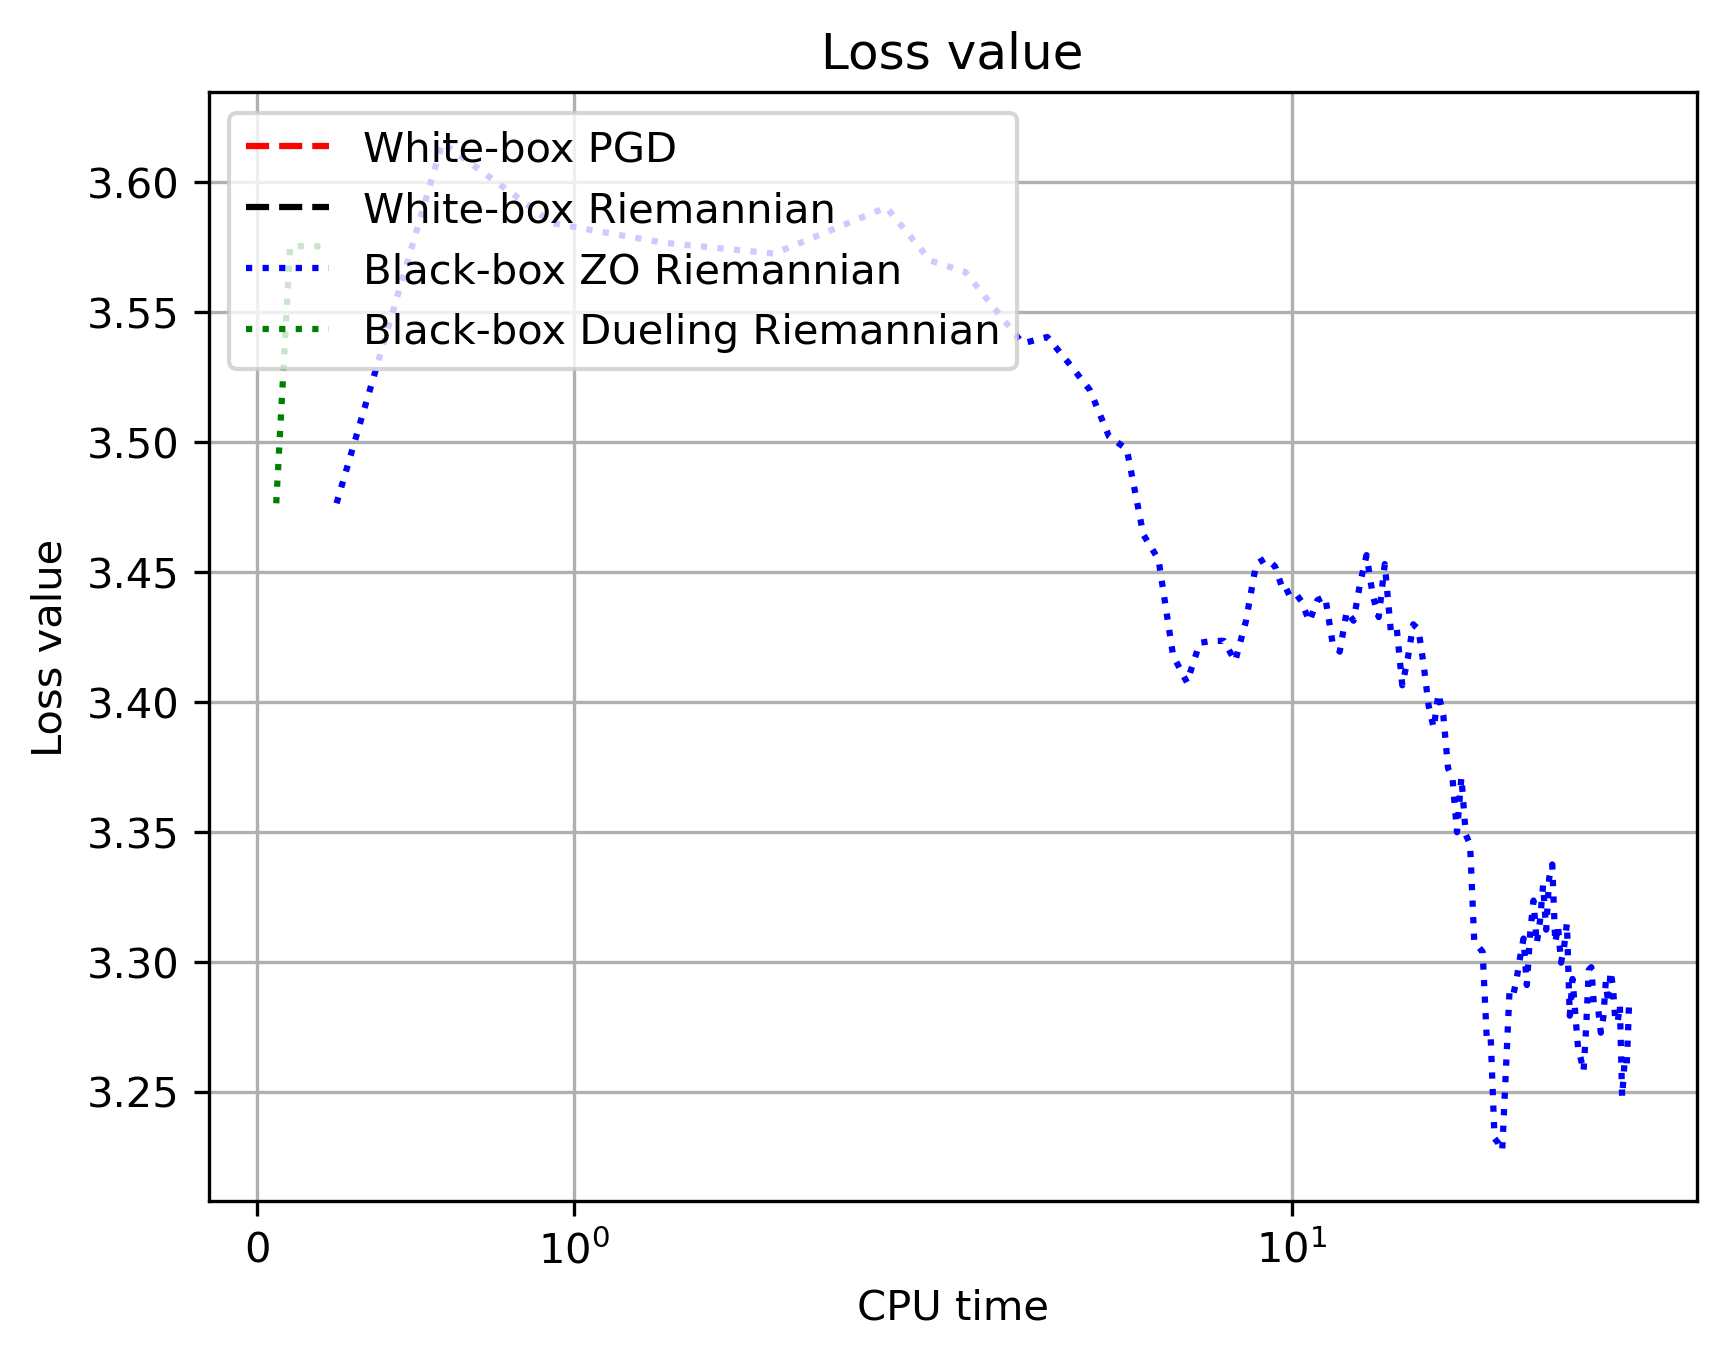 Loss value
White-box PGD
White-box Riemannian
Black-box ZO Riemannian
Black-box Dueling Riemannian
3.60
3.55
3.50
3.45
3.40
3.35
3.30
3.25
Loss value
0
10⁰
10¹
CPU time